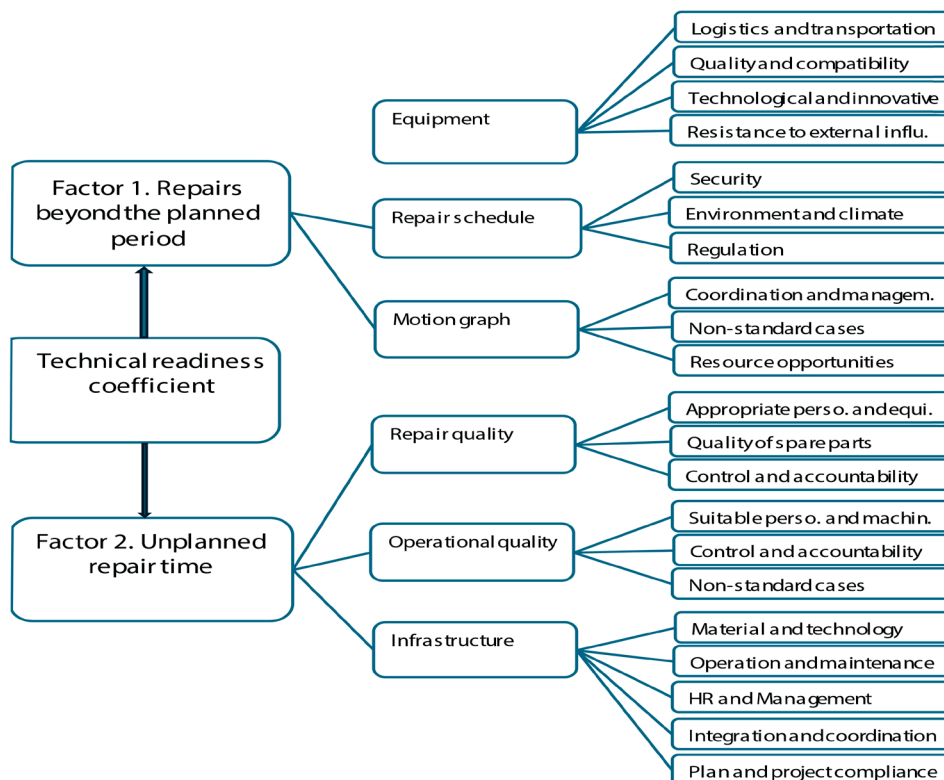 Logistics and transportation
Quality and compatibility
Technological and innovative
Resistance to external influ.
Equipment
Factor 1. Repairs
beyond the planned
period
Security
Environment and climate
Regulation
Repair schedule
Coordination and managem.
Non-standard cases
Resource opportunities
Motion graph
Technical readiness
coefficient
Appropriate perso. and equi.
Quality of spare parts
Control and accountability
Repair quality
Factor 2. Unplanned
repair time
Suitable perso. and machin.
Control and accountability
Non-standard cases
Operational quality
Infrastructure
Material and technology
Operation and maintenance
HR and Management
Integration and coordination
Plan and project compliance